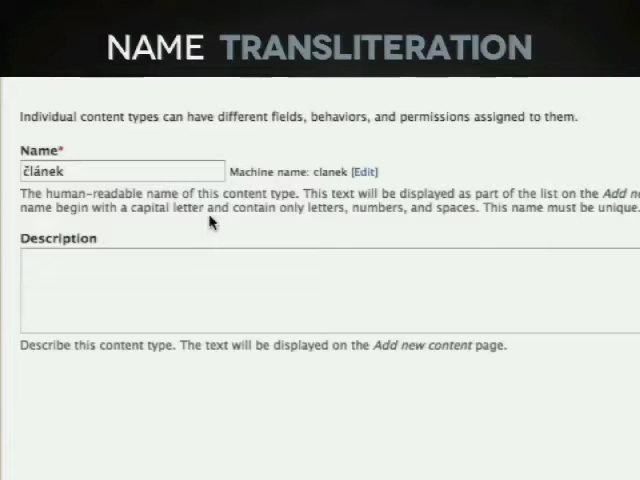 NAME TRANSLITERATION
Individual content types can have different fields, behaviors, and permissions assigned to them.
Name*
článek Machine name: clanek [Edit]
The human-readable name of this content type. This text will be displayed as part of the list on the Add
name begin with a capital letter and contain only letters, numbers, and spaces. This name must be unique.
Description
Describe this content type. The text will be displayed on the Add new content page.